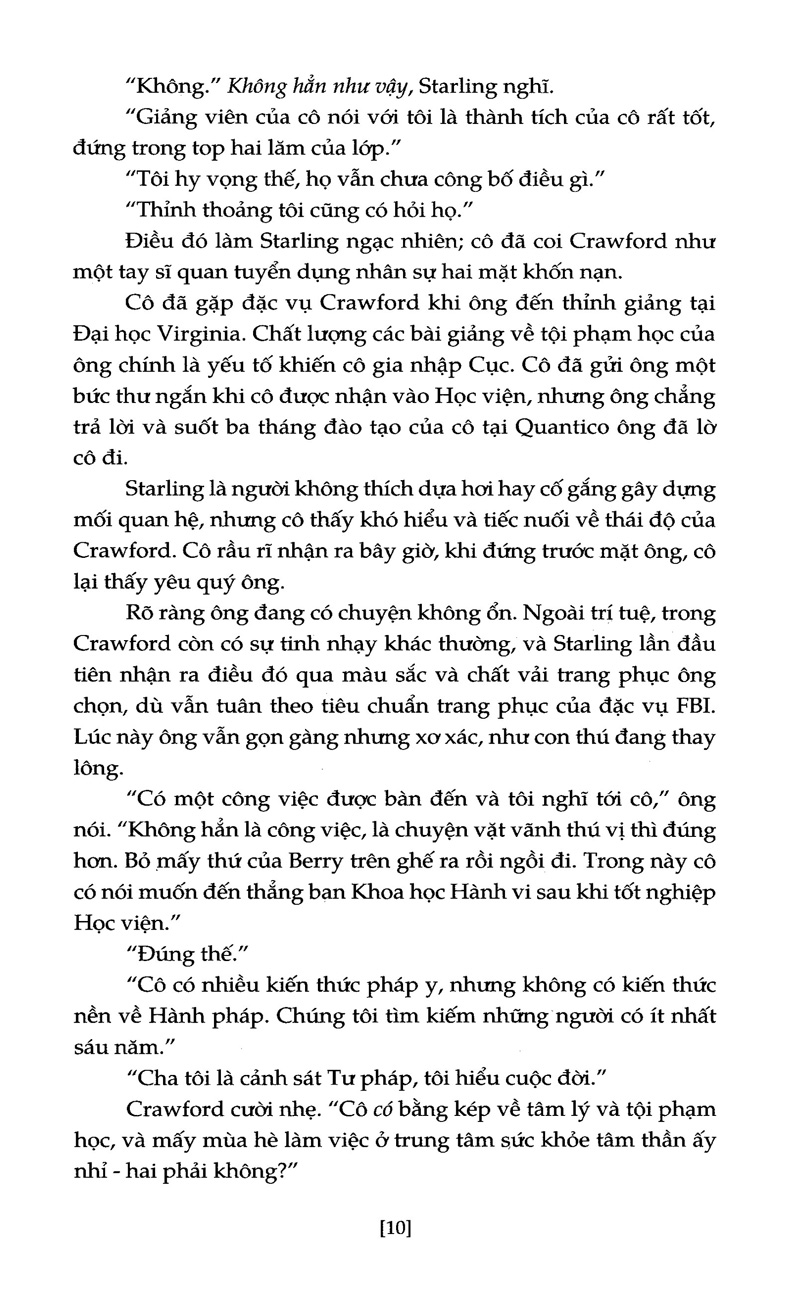 “Không.” Không hẳn như vậy, Starling nghĩ.
“Giảng viên của cô nói với tôi là thành tích của cô rất tốt,
đứng trong top hai lăm của lớp.”
“Tôi hy vọng thế, họ vẫn chưa công bố điều gì.”
“Thỉnh thoảng tôi cũng có hỏi họ.”
Điều đó làm Starling ngạc nhiên; cô đã coi Crawford như
một tay sĩ quan tuyển dụng nhân sự hai mặt khốn nạn.
Cô đã gặp đặc vụ Crawford khi ông đến thỉnh giảng tại
Đại học Virginia. Chất lượng các bài giảng về tội phạm học của
ông chính là yếu tố khiến cô gia nhập Cục. Cô đã gửi ông một
bức thư ngắn khi cô được nhận vào Học viện, nhưng ông chẳng
trả lời và suốt ba tháng đào tạo của cô tại Quantico ông đã lờ
cô đi.
Starling là người không thích dựa hơi hay cố gắng gây dựng
mối quan hệ, nhưng cô thấy khó hiểu và tiếc nuối về thái độ của
Crawford. Cô rầu rĩ nhận ra bây giờ, khi đứng trước mặt ông, cô
lại thấy yêu quý ông.
Rõ ràng ông đang có chuyện không ổn. Ngoài trí tuệ, trong
Crawford còn có sự tinh nhạy khác thường, và Starling lần đầu
tiên nhận ra điều đó qua màu sắc và chất vải trang phục ông
chọn, dù vẫn tuân theo tiêu chuẩn trang phục của đặc vụ FBI.
Lúc này ông vẫn gọn gàng nhưng xơ xác, như con thú đang thay
lông.
“Có một công việc được bàn đến và tôi nghĩ tới cô,” ông
nói. “Không hẳn là công việc, là chuyện vặt vãnh thú vị thì đúng
hơn. Bỏ mấy thứ của Berry trên ghế ra rồi ngồi đi. Trong này cô
có nói muốn đến thẳng ban Khoa học Hành vi sau khi tốt nghiệp
Học viện.”
“Đúng thế.”
“Cô có nhiều kiến thức pháp y, nhưng không có kiến thức
nền về Hành pháp. Chúng tôi tìm kiếm những người có ít nhất
sáu năm.”
“Cha tôi là cảnh sát Tư pháp, tôi hiểu cuộc đời.”
Crawford cười nhẹ. “Cô có bằng kép về tâm lý và tội phạm
học, và mấy mùa hè làm việc ở trung tâm sức khỏe tâm thần ấy
nhỉ - hai phải không?”
[10]